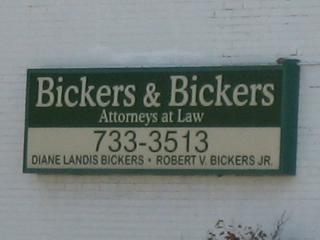 Bickers & Bickers
Attorneys at Law
733-3513
DIANE LANDIS BICKERS • ROBERT V. BICKERS JR.